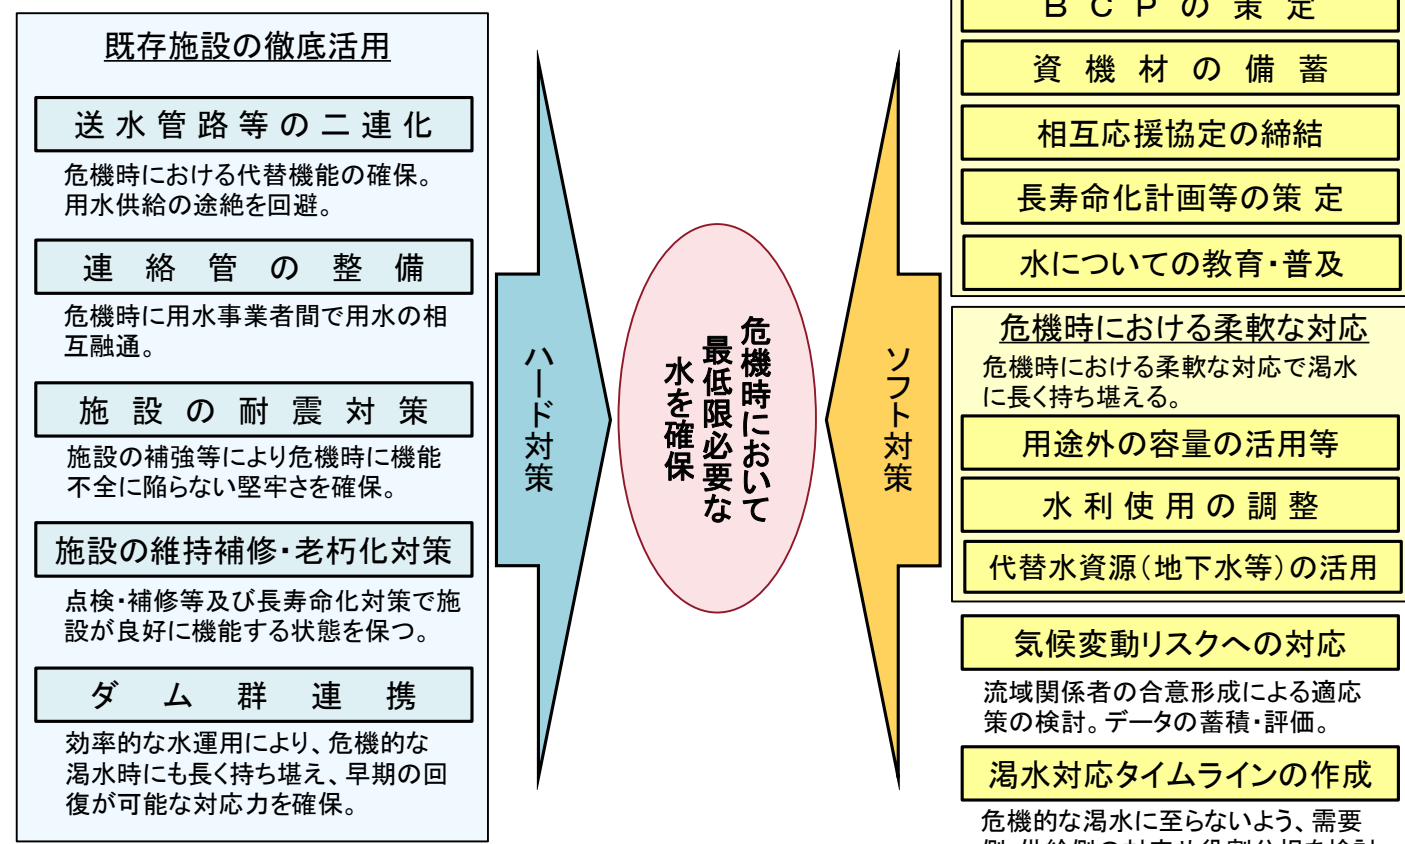 既存施設の徹底活用
送水管路等の二連化
危機時における代替機能の確保。
用水供給の途絶を回避。
連絡管の整備
危機時に用水事業者間で用水の相
互融通。
施設の耐震対策
施設の補強等により危機時に機能
不全に陥らない堅牢さを確保。
施設の維持補修・老朽化対策
点検・補修等及び長寿命化対策で施
設が良好に機能する状態を保つ。
ダム群連携
効率的な水運用により、危機的な
渇水時にも長く持ち堪え、早期の回
復が可能な対応力を確保。
ハード対策
危機時において
最低限必要な
水を確保
ソフト対策
ＢＣＰの策定
資機材の備蓄
相互応援協定の締結
長寿命化計画等の策定
水についての教育・普及
危機時における柔軟な対応
危機時における柔軟な対応で渇水
に長く持ち堪える。
用途外の容量の活用等
水利使用の調整
代替水資源（地下水等）の活用
気候変動リスクへの対応
流域関係者の合意形成による適応
策の検討。データの蓄積・評価。
渇水対応タイムラインの作成
危機的な渇水に至らないよう、需要